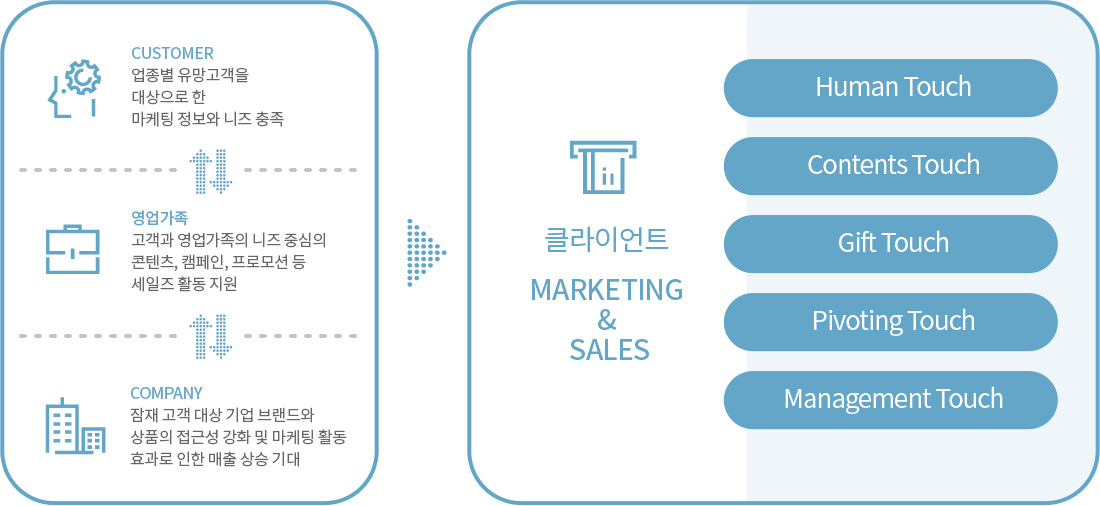 CUSTOMER
업종별 유망고객을
대상으로 한
마케팅 정보와 니즈 충족
영업가족
고객과 영업가족의 니즈 중심의
콘텐츠, 캠페인, 프로모션 등
세일즈 활동 지원
COMPANY
잠재 고객 대상 기업 브랜드와
상품의 접근성 강화 및 마케팅 활동
효과로 인한 매출 상승 기대
클라이언트
MARKETING
&
SALES
Human Touch
Contents Touch
Gift Touch
Pivoting Touch
Management Touch